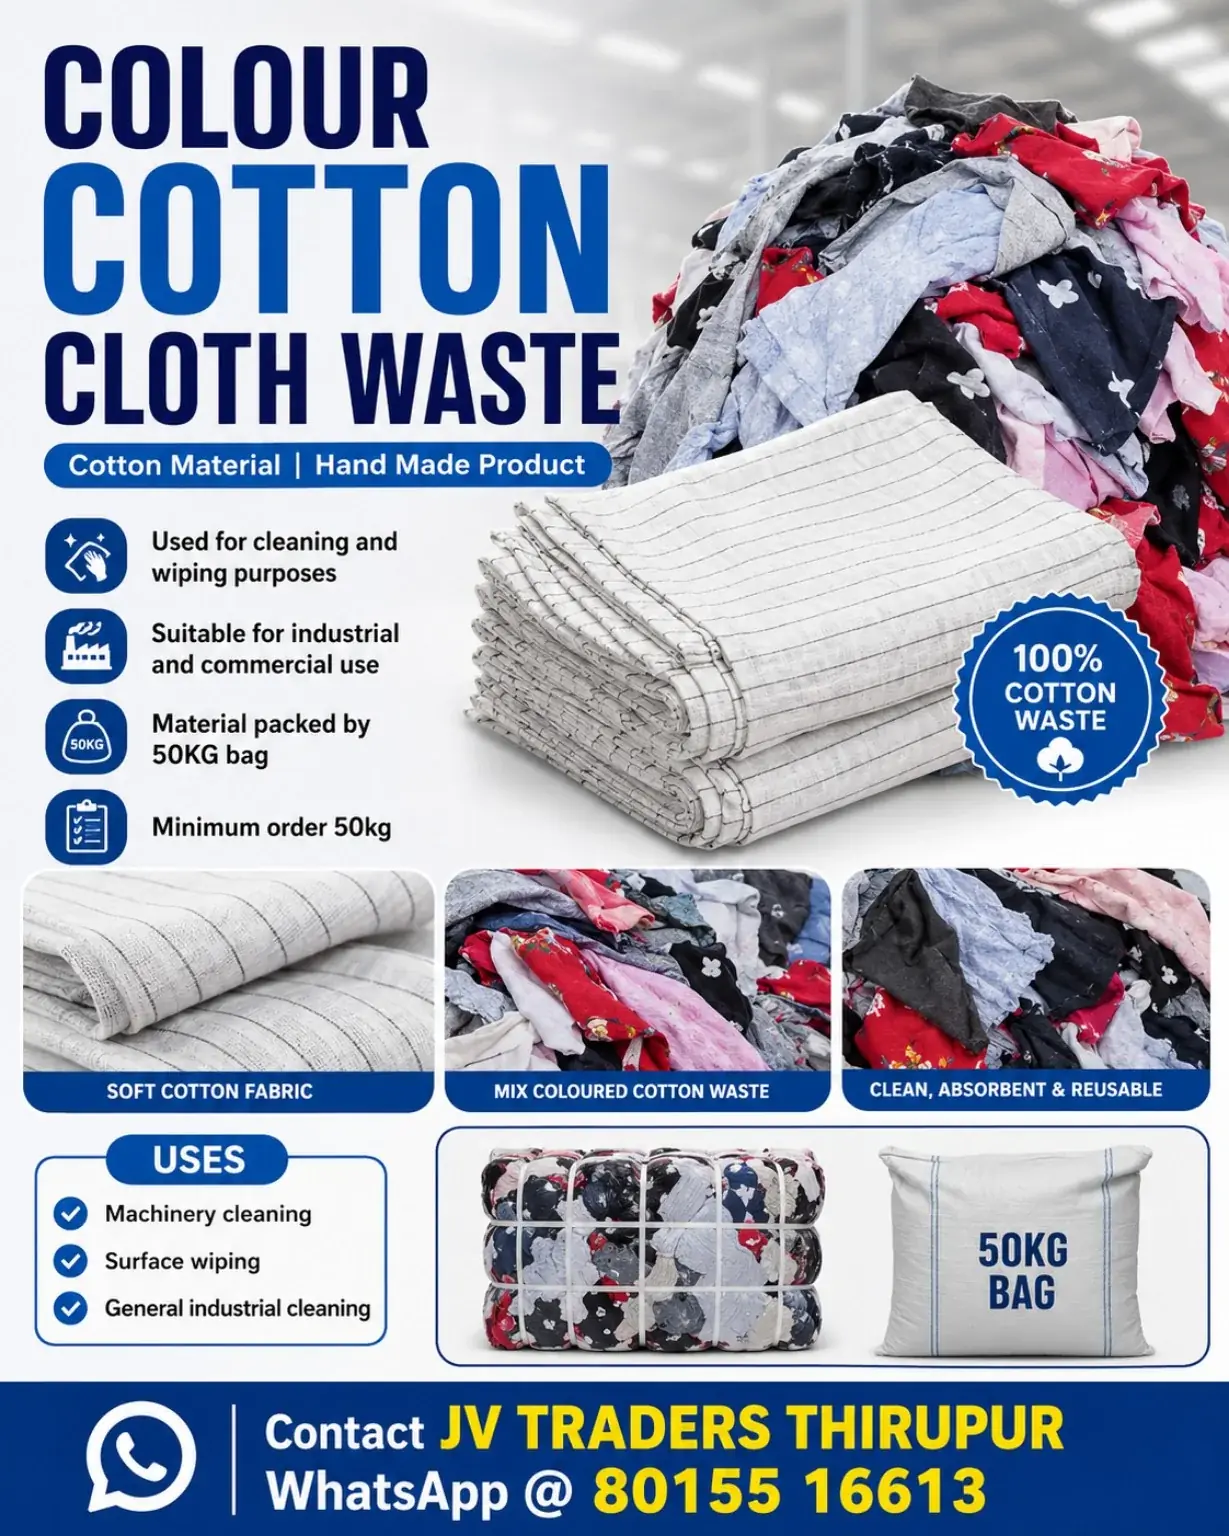 COLOUR
COTTON
CLOTH WASTE
Cotton Material | Hand Made Product
Used for cleaning and
wiping purposes
Suitable for industrial
and commercial use
50KG
Material packed by
50KG bag
Minimum order 50kg
100%
COTTON
WASTE
SOFT COTTON FABRIC
MIX COLOURED COTTON WASTE
CLEAN, ABSORBENT & REUSABLE
USES
Machinery cleaning
Surface wiping
General industrial cleaning
50KG
BAG
Contact JV TRADERS THIRUPUR
WhatsApp @ 80155 16613